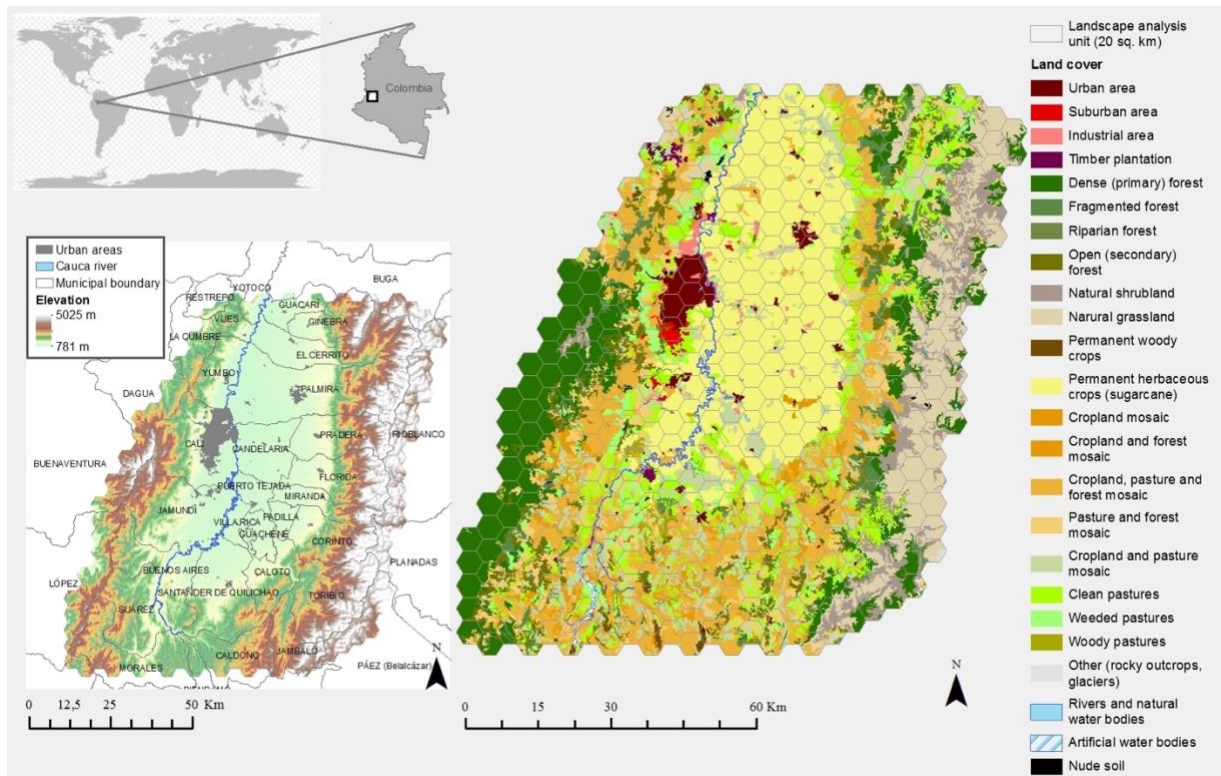 Colombia
Urban areas
Cauca river
Municipal boundary
Elevation
5025 m
781 m
YOTOCO
BUGA
RESTREPO
GUACARÍ
VIJES
GINEBRA
LA CUMBRE
EL CERRITO
YUMBO
DAGUA
PALMIRA
CALI
PRADERA
RIOBLANCO
CANDELARIA
BUENAVENTURA
FLORIDA
PUERTO TEJADA
MIRANDA
JAMUNDÍ
PADILLA
VILLA RICA
GUACHENÉ
CORINTO
PLANADAS
BUENOS AIRES
CALOTO
LÓPEZ
SANTANDER DE QUILICHAO
TORIBIO
SUÁREZ
JAMBALÓ
CALDONO
PÁEZ (Belalcázar)
MORALES
N
0 12,5 25 50 Km
N
0 15 30 60 Km
Landscape analysis
unit (20 sq. km)
Land cover
Urban area
Suburban area
Industrial area
Timber plantation
Dense (primary) forest
Fragmented forest
Riparian forest
Open (secondary)
forest
Natural shrubland
Narural grassland
Permanent woody
crops
Permanent herbaceous
crops (sugarcane)
Cropland mosaic
Cropland and forest
mosaic
Cropland, pasture and
forest mosaic
Pasture and forest
mosaic
Cropland and pasture
mosaic
Clean pastures
Weeded pastures
Woody pastures
Other (rocky outcrops,
glaciers)
Rivers and natural
water bodies
Artificial water bodies
Nude soil